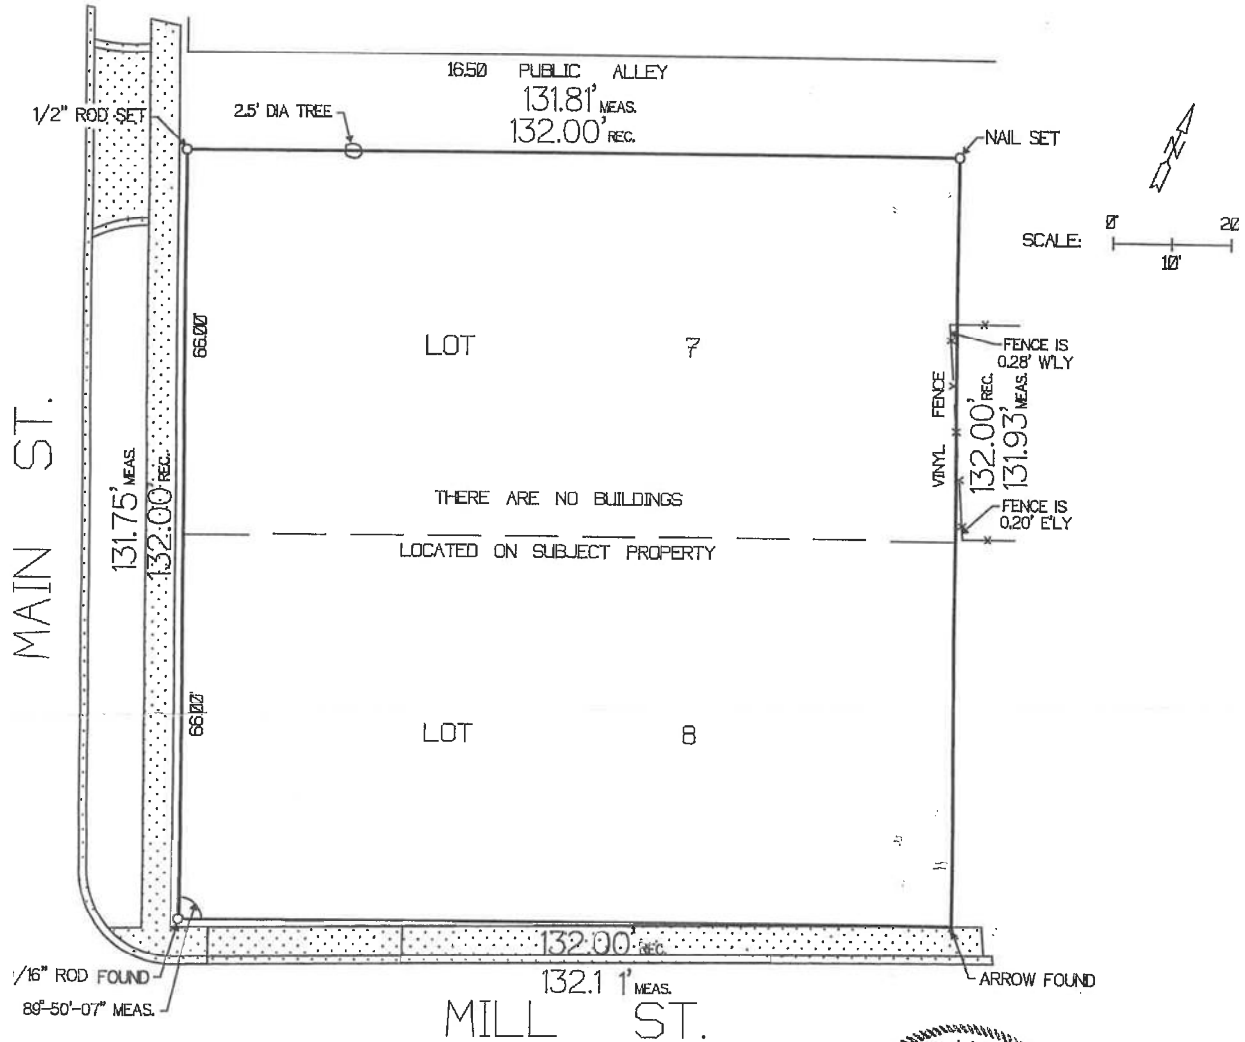 16.50 PUBLIC ALLEY
131.81' MEAS.
132.00' REC.
1/2" ROD SET
2.5' DIA TREE
NAIL SET
N
SCALE:
0' 20
10'
66.00'
LOT 7
FENCE IS
0.28' W'LY
VINYL FENCE
132.00' REC.
131.93' MEAS.
MAIN ST.
131.75' MEAS.
132.00' REC.
THERE ARE NO BUILDINGS
LOCATED ON SUBJECT PROPERTY
FENCE IS
0.20' E'LY
66.00'
LOT 8
132.00' REC.
132.1 1' MEAS.
/16" ROD FOUND
89°-50'-07" MEAS.
ARROW FOUND
MILL ST.